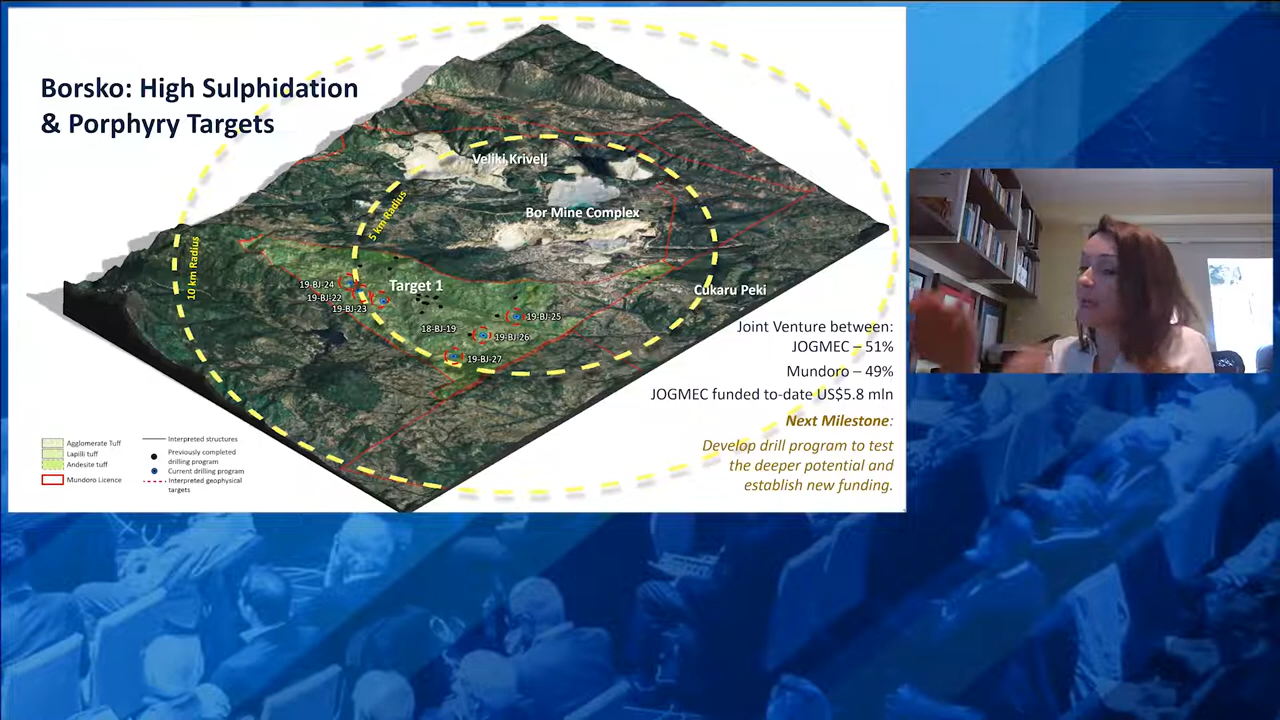 Borsko: High Sulphidation
& Porphyry Targets
Veliki Krivelj
Bor Mine Complex
5 km Radius
10 km Radius
Target 1
19-BJ-24
19-BJ-22
19-BJ-23
18-BJ-19
19-BJ-25
19-BJ-26
19-BJ-27
Cukaru Peki
Joint Venture between:
JOGMEC – 51%
Mundoro – 49%
JOGMEC funded to-date US$5.8 mln
Next Milestone:
Develop drill program to test
the deeper potential and
establish new funding.
Agglomerate Tuff
Lapilli tuff
Andesite tuff
Mundoro Licence
Interpreted structures
Previously completed
drilling program
Current drilling program
Interpreted geophysical
targets